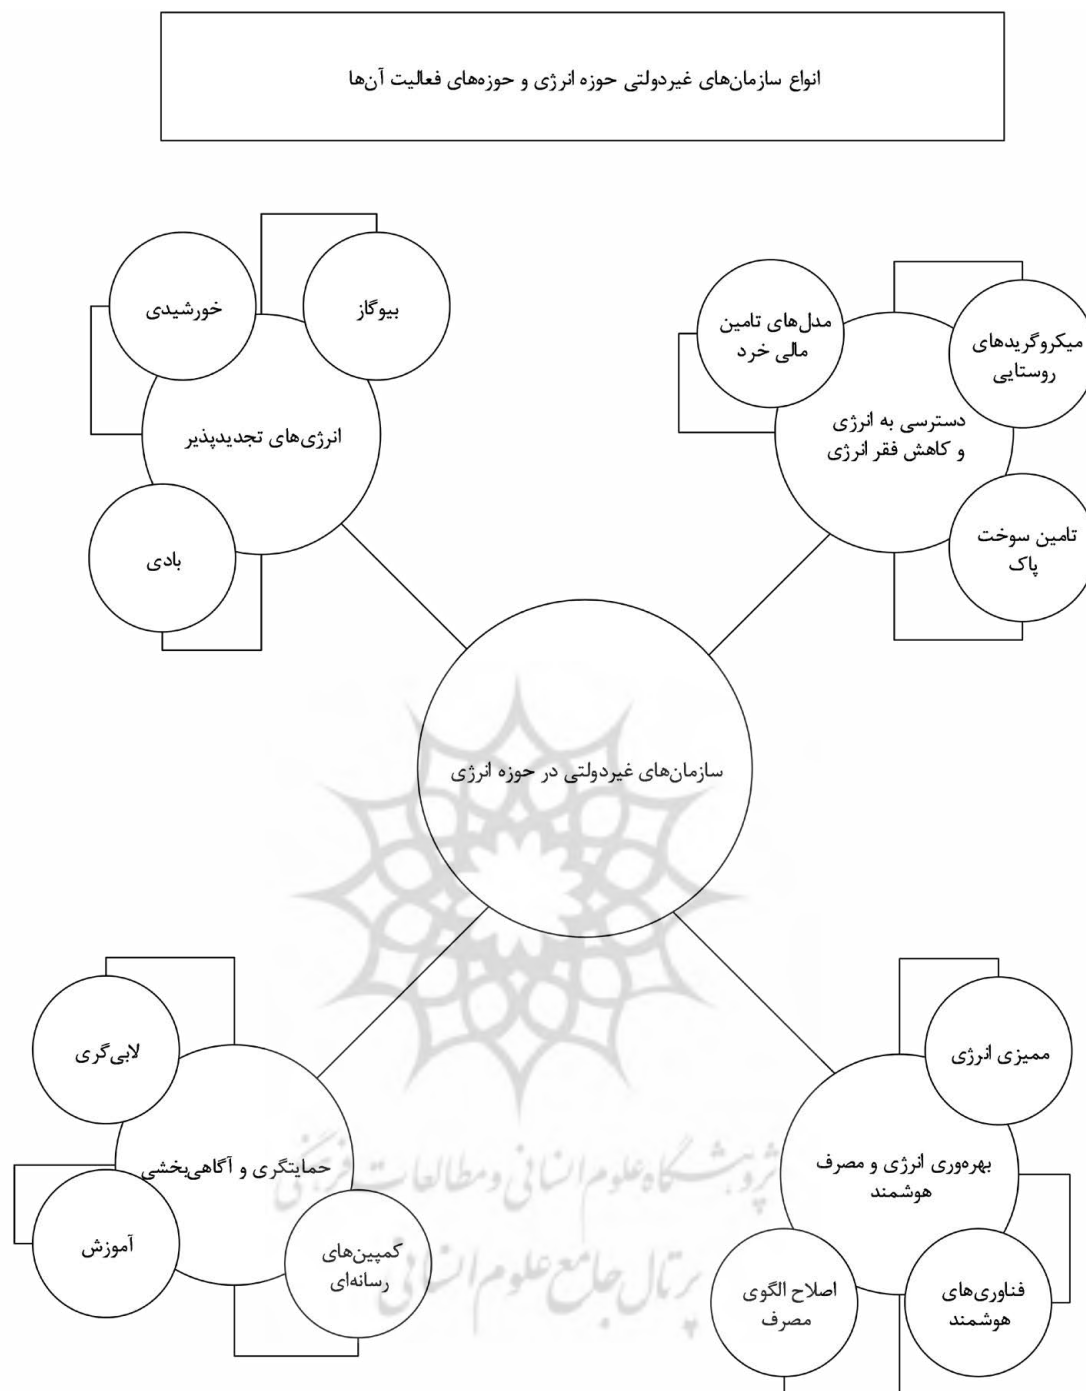 انواع سازمان‌های غیردولتی حوزه انرژی و حوزه‌های فعالیت آن‌ها
میکروگریدهای
روستایی
مدل‌های تامین
مالی خرد
دسترسی به انرژی
و کاهش فقر انرژی
تامین سوخت
پاک
بیوگاز
خورشیدی
انرژی‌های تجدیدپذیر
بادی
سازمان‌های غیردولتی در حوزه انرژی
ممیزی انرژی
بهره‌وری انرژی و مصرف
هوشمند
فناوری‌های
هوشمند
اصلاح الگوی
مصرف
لابی‌گری
حمایتگری و آگاهی‌بخشی
کمپین‌های
رسانه‌ای
آموزش
پژوهشگاه علوم انسانی و مطالعات فرهنگی
پرتال جامع علوم انسانی